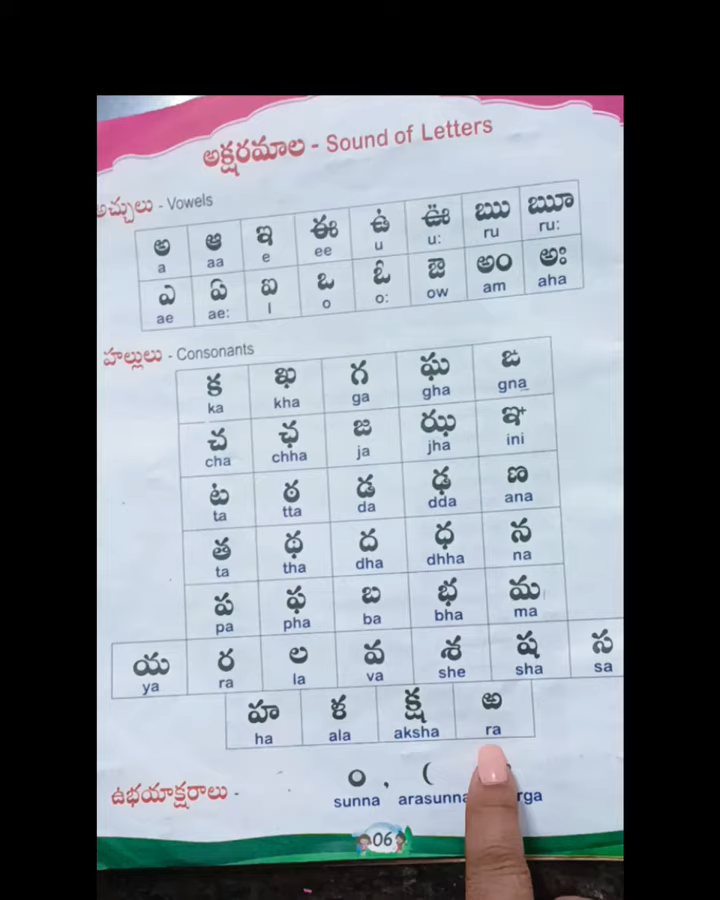 అక్షరమాల - Sound of Letters
అచ్చులు - Vowels
అ ఆ ఇ ఈ ఉ ఊ ఋ ౠ
a aa e ee u u: ru ru:
ఎ ఏ ఐ ఒ ఓ ఔ అం అః
ae ae: I o o: ow am aha
హల్లులు - Consonants
క ఖ గ ఘ ఙ
ka kha ga gha gna
చ ఛ జ ఝ ఞ
cha chha ja jha ini
ట ఠ డ ఢ ణ
ta tta da dda ana
త థ ద ధ న
ta tha dha dhha na
ప ఫ బ భ మ
pa pha ba bha ma
య ర ల వ శ ష స
ya ra la va she sha sa
హ ళ క్ష ఱ
ha ala aksha ra
ఉభయాక్షరాలు - ం , (
sunna arasunna
06